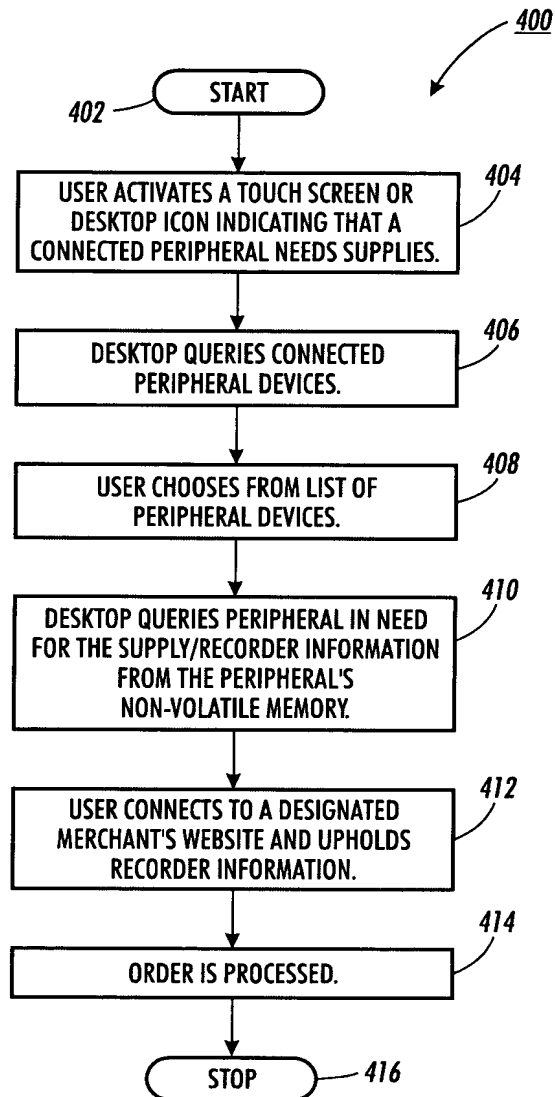 400
START
402
USER ACTIVATES A TOUCH SCREEN OR
DESKTOP ICON INDICATING THAT A
CONNECTED PERIPHERAL NEEDS SUPPLIES.
404
DESKTOP QUERIES CONNECTED
PERIPHERAL DEVICES.
406
USER CHOOSES FROM LIST OF
PERIPHERAL DEVICES.
408
DESKTOP QUERIES PERIPHERAL IN NEED
FOR THE SUPPLY/RECORDER INFORMATION
FROM THE PERIPHERAL'S
NON-VOLATILE MEMORY.
410
USER CONNECTS TO A DESIGNATED
MERCHANT'S WEBSITE AND UPHOLDS
RECORDER INFORMATION.
412
ORDER IS PROCESSED.
414
STOP
416